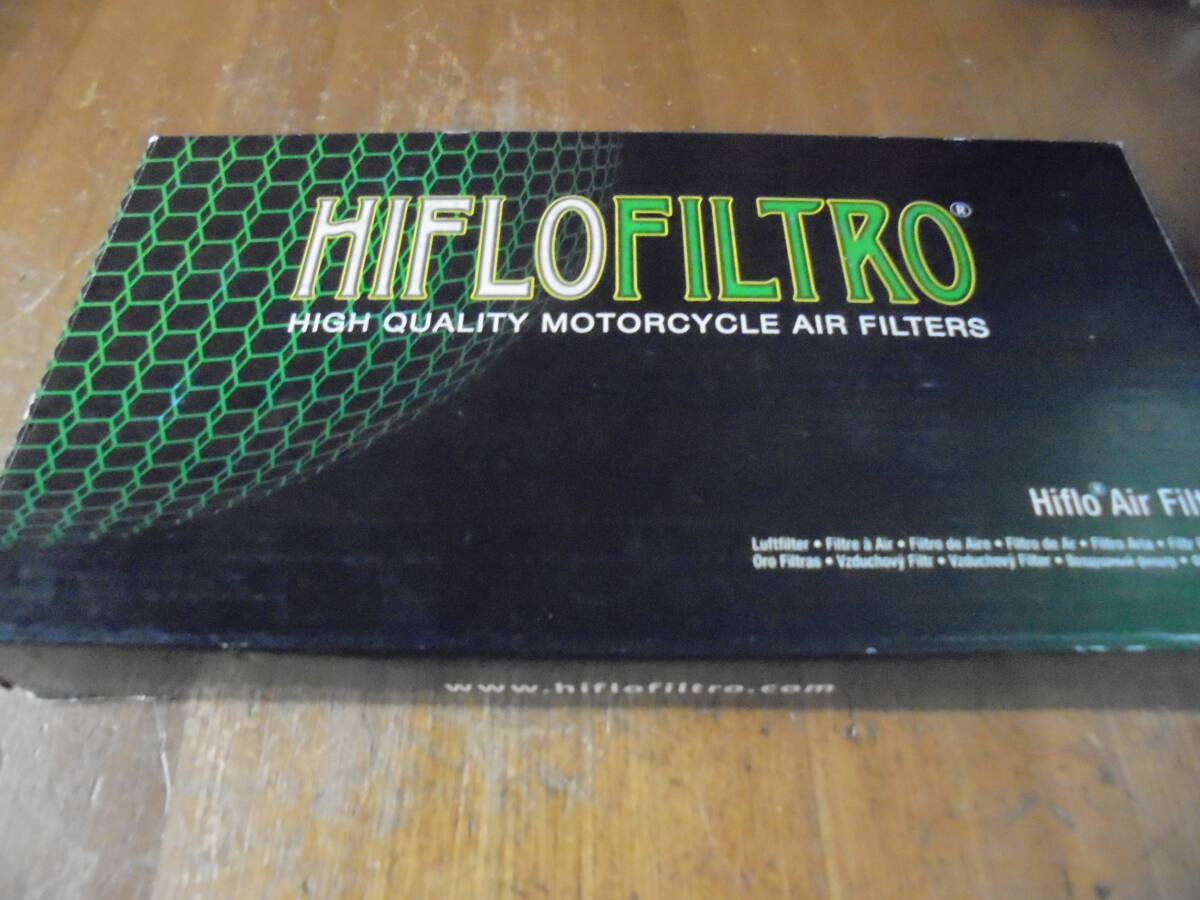 HIFLOFILTRO®
HIGH QUALITY MOTORCYCLE AIR FILTERS
Hiflo® Air Filt
Luftfilter • Filtre à Air • Filtro de Aire • Filtro de Ar • Filtro Aria • Filtr
Oro Filtras • Vzduchový Filtr • Vzduchový Filter •
www.hiflofiltro.com